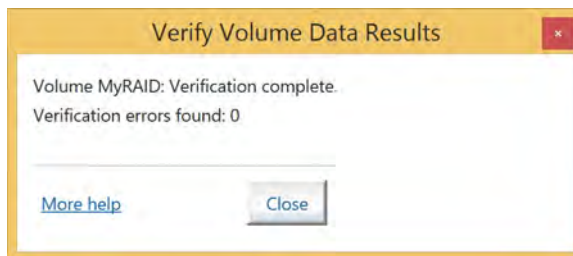 Verify Volume Data Results
×
Volume MyRAID: Verification complete.
Verification errors found: 0
More help
Close